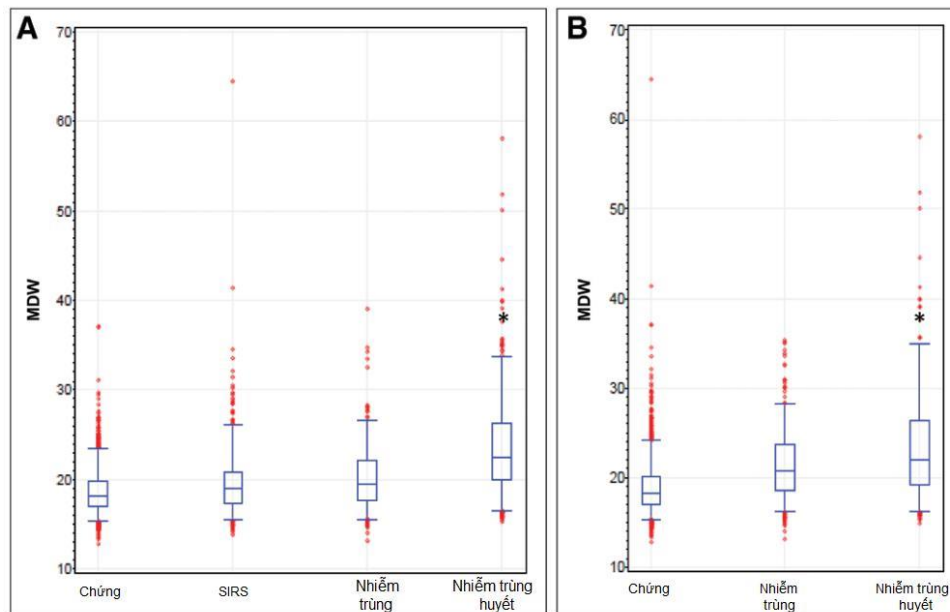 A
70
60
50
40
30
20
10
MDW
*
Chứng
SIRS
Nhiễm
trùng
Nhiễm trùng
huyết
B
70
60
50
40
30
20
10
MDW
*
Chứng
Nhiễm
trùng
Nhiễm trùng
huyết